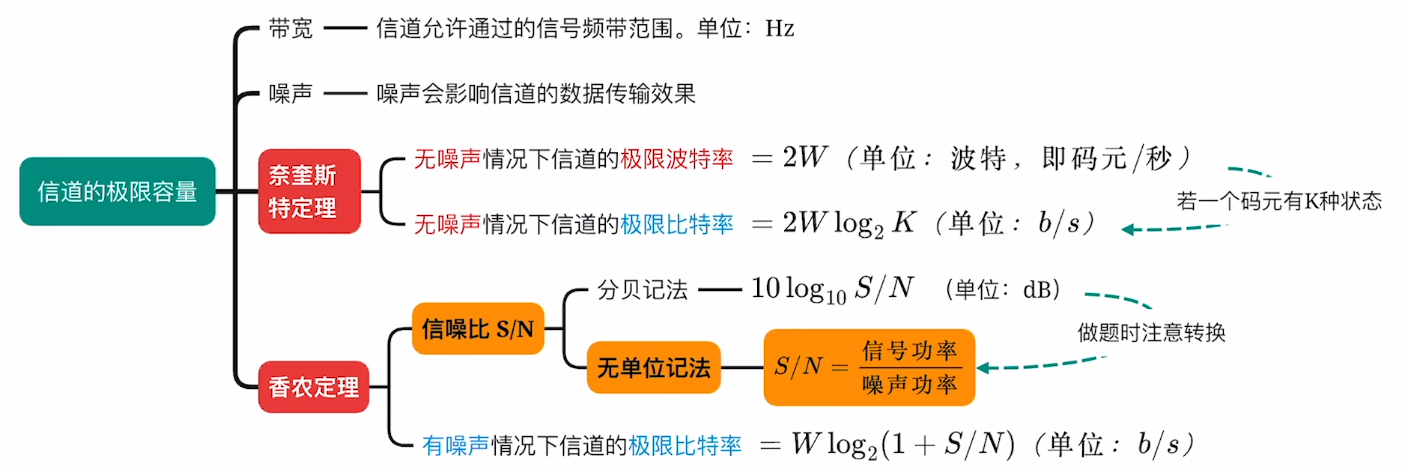 带宽 信道允许通过的信号频带范围。单位：Hz
噪声 噪声会影响信道的数据传输效果
信道的极限容量
奈奎斯
特定理
无噪声情况下信道的极限波特率 = 2W（单位：波特，即码元/秒）
若一个码元有K种状态
无噪声情况下信道的极限比特率 = 2W log₂ K（单位：b/s）
香农定理
信噪比 S/N
分贝记法 10 log₁₀ S/N （单位：dB）
做题时注意转换
无单位记法 S/N = 信号功率/噪声功率
有噪声情况下信道的极限比特率 = W log₂(1 + S/N)（单位：b/s）